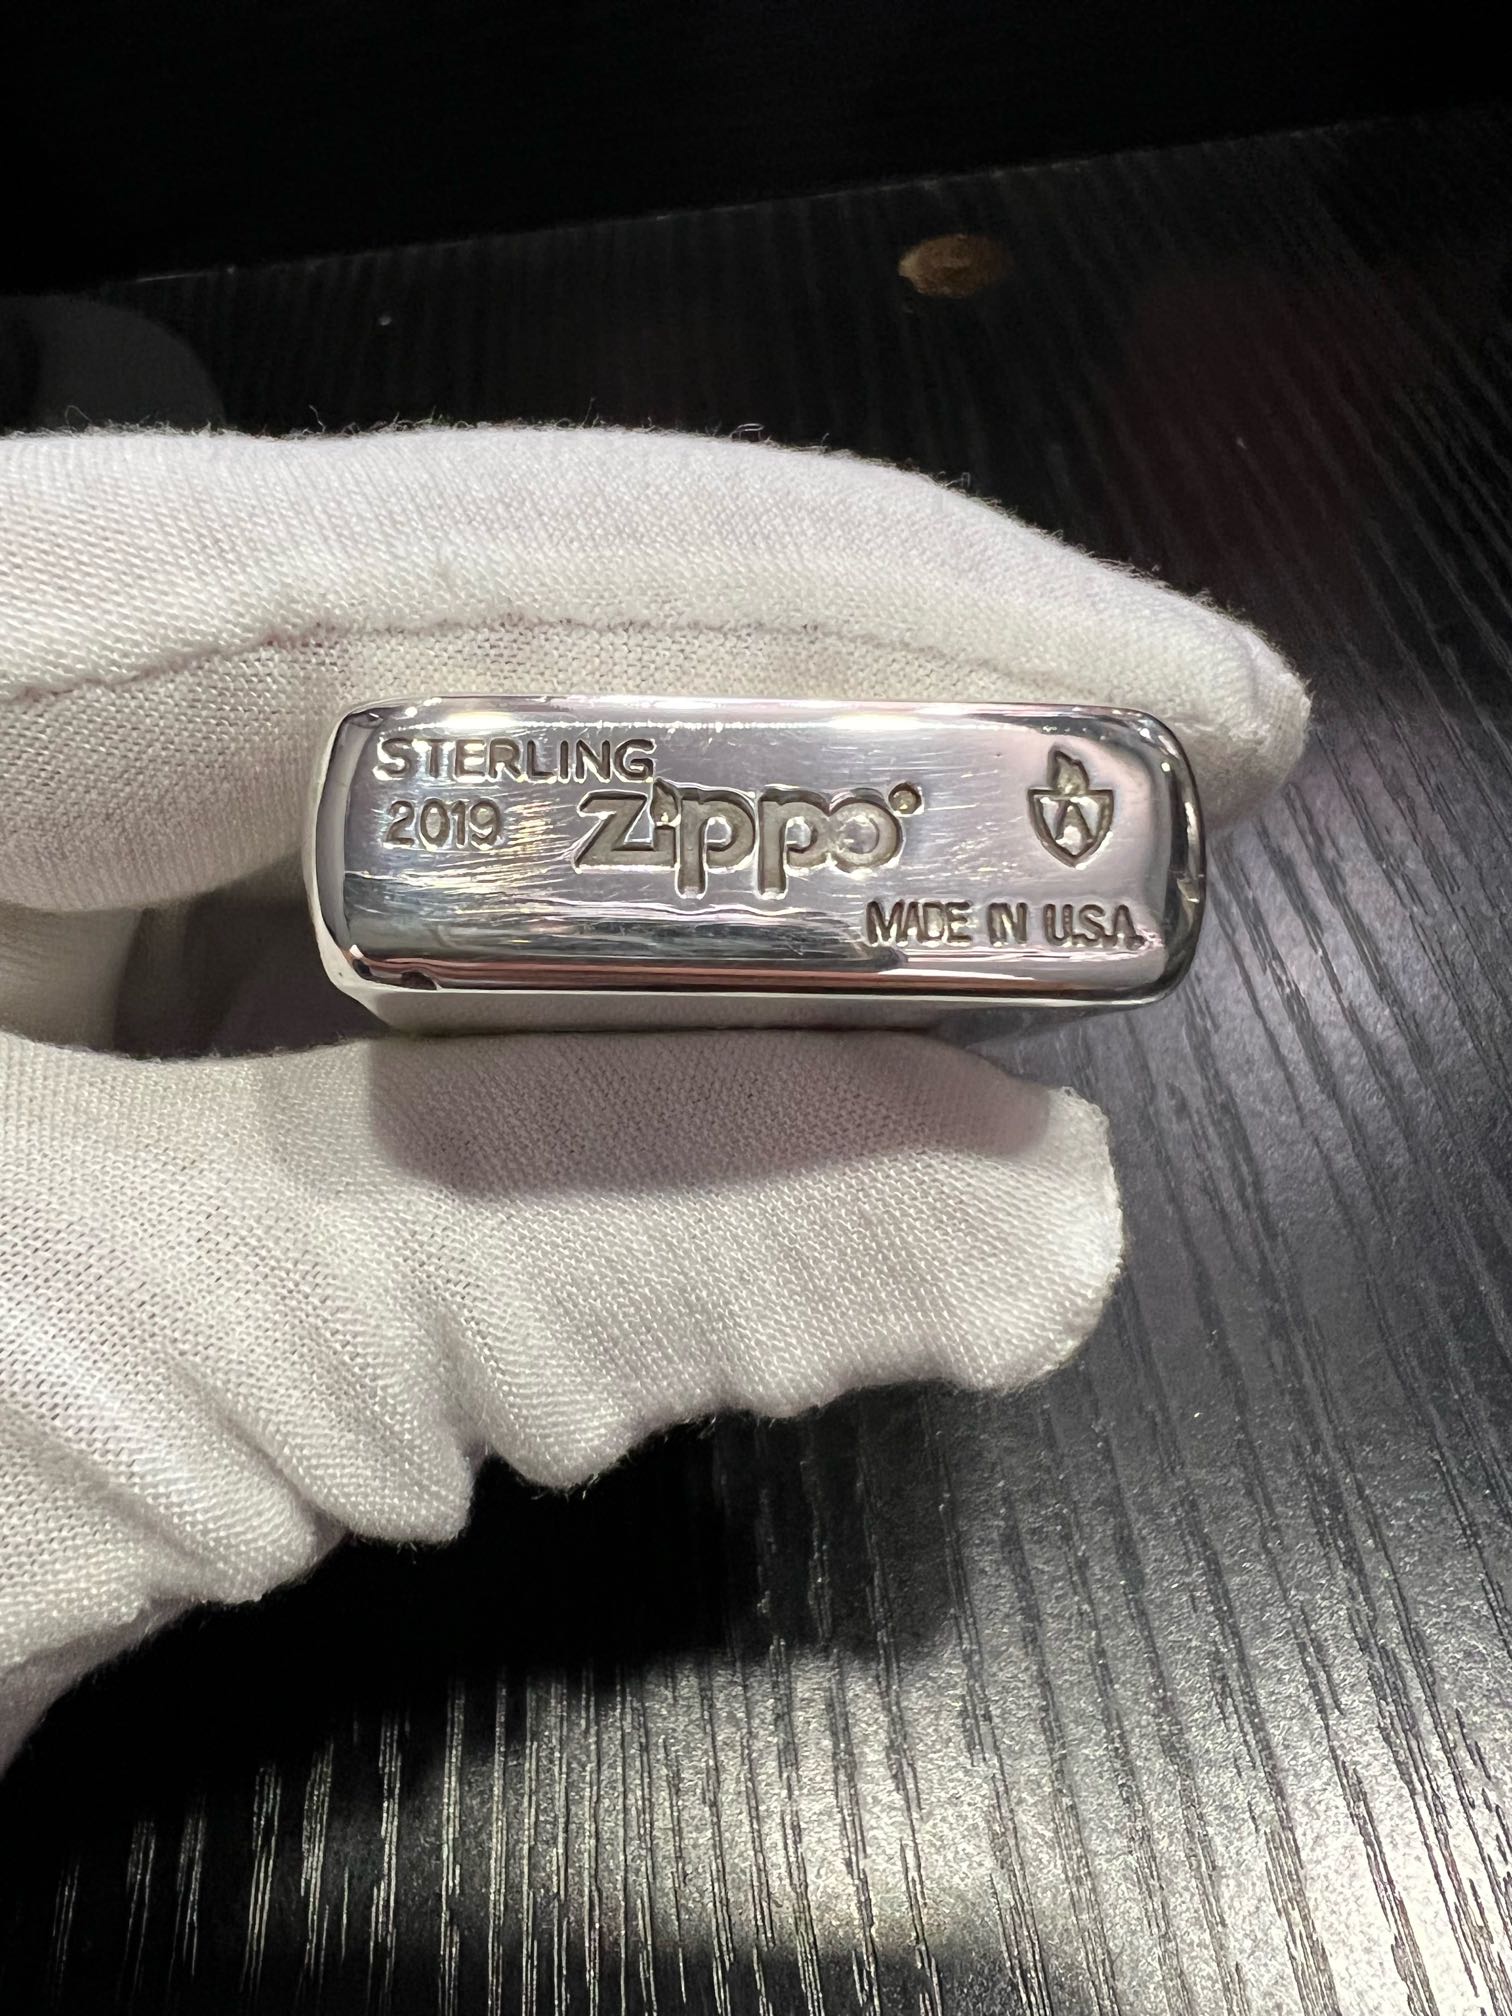 STERLING
2019
zippo
MADE IN U.S.A.